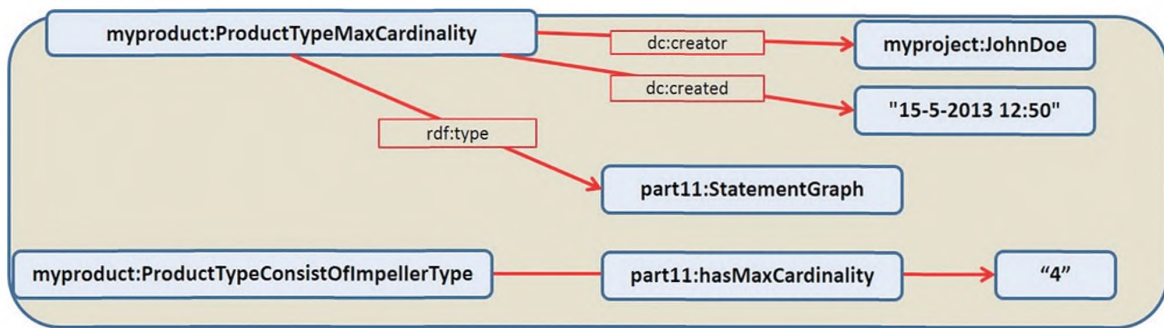 myproduct:ProductTypeMaxCardinality
dc:creator
myproject:JohnDoe
dc:created
"15-5-2013 12:50"
rdf:type
part11:StatementGraph
myproduct:ProductTypeConsistOfImpellerType
part11:hasMaxCardinality
“4”